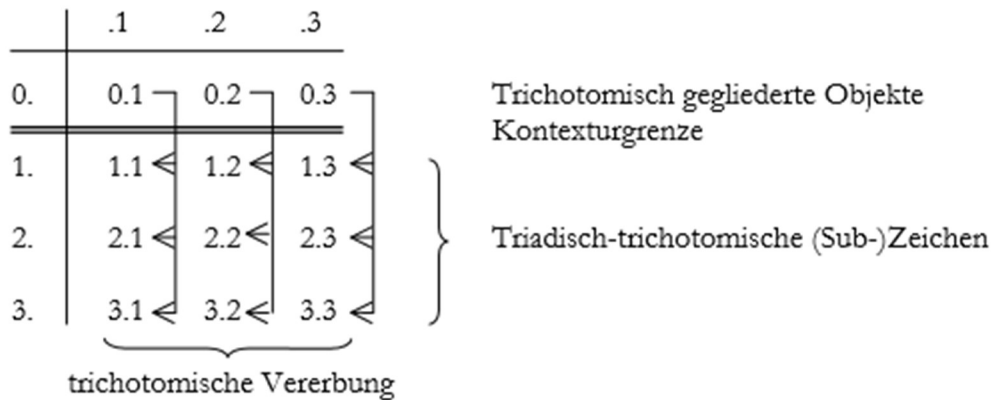 .1 .2 .3
0. 0.1 0.2 0.3 Trichotomisch gegliederte Objekte
Kontexturgrenze
1. 1.1 1.2 1.3
2. 2.1 2.2 2.3 Triadisch-trichotomische (Sub-)Zeichen
3. 3.1 3.2 3.3
trichotomische Vererbung